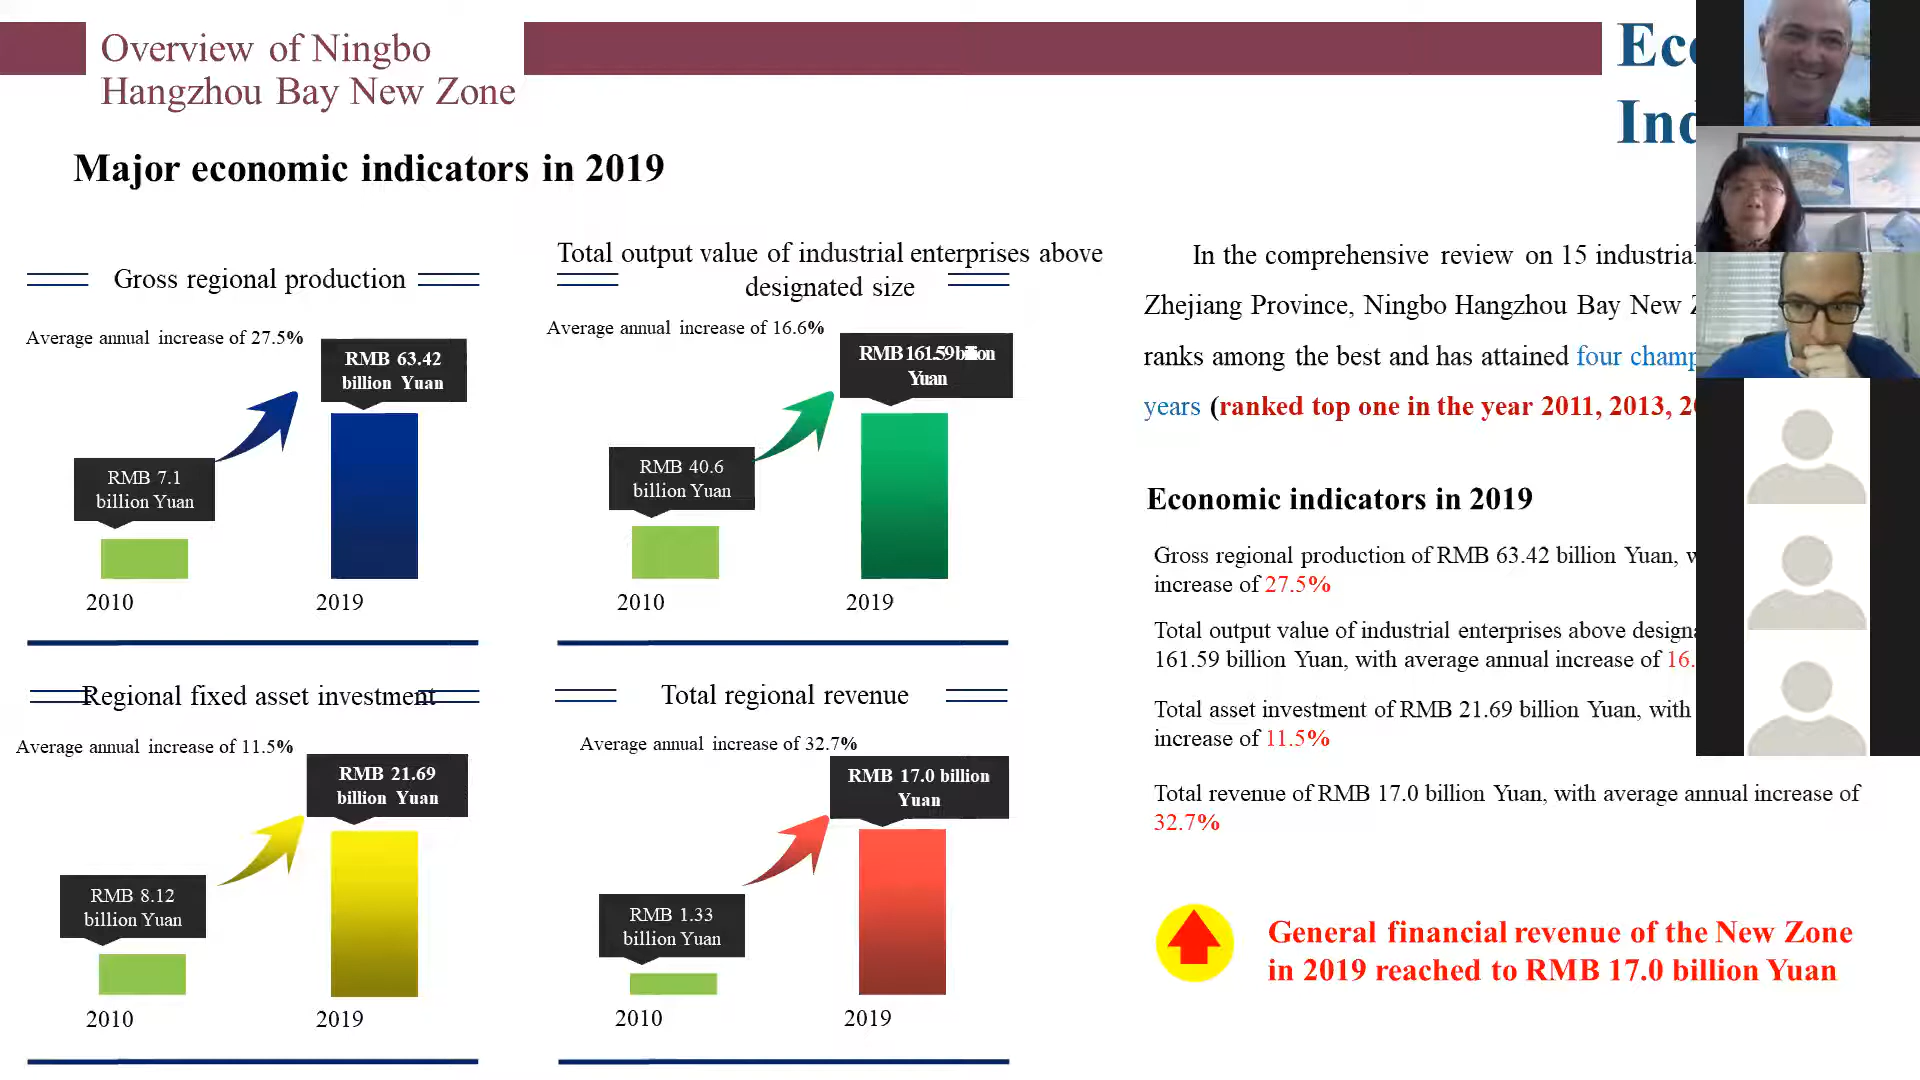 Overview of Ningbo
Hangzhou Bay New Zone
Major economic indicators in 2019
Gross regional production
Average annual increase of 27.5%
RMB 63.42
billion Yuan
RMB 7.1
billion Yuan
2010
2019
Total output value of industrial enterprises above
designated size
Average annual increase of 16.6%
RMB 161.59 billion
Yuan
RMB 40.6
billion Yuan
2010
2019
Regional fixed asset investment
Average annual increase of 11.5%
RMB 21.69
billion Yuan
RMB 8.12
billion Yuan
2010
2019
Total regional revenue
Average annual increase of 32.7%
RMB 17.0 billion
Yuan
RMB 1.33
billion Yuan
2010
2019
In the comprehensive review on 15 industrial
Zhejiang Province, Ningbo Hangzhou Bay New
ranks among the best and has attained four
years (ranked top one in the year 2011, 2013,
Economic indicators in 2019
Gross regional production of RMB 63.42 billion Yuan,
increase of 27.5%
Total output value of industrial enterprises above
161.59 billion Yuan, with average annual increase of 16.
Total asset investment of RMB 21.69 billion Yuan, with
increase of 11.5%
Total revenue of RMB 17.0 billion Yuan, with average annual increase of
32.7%
General financial revenue of the New Zone
in 2019 reached to RMB 17.0 billion Yuan